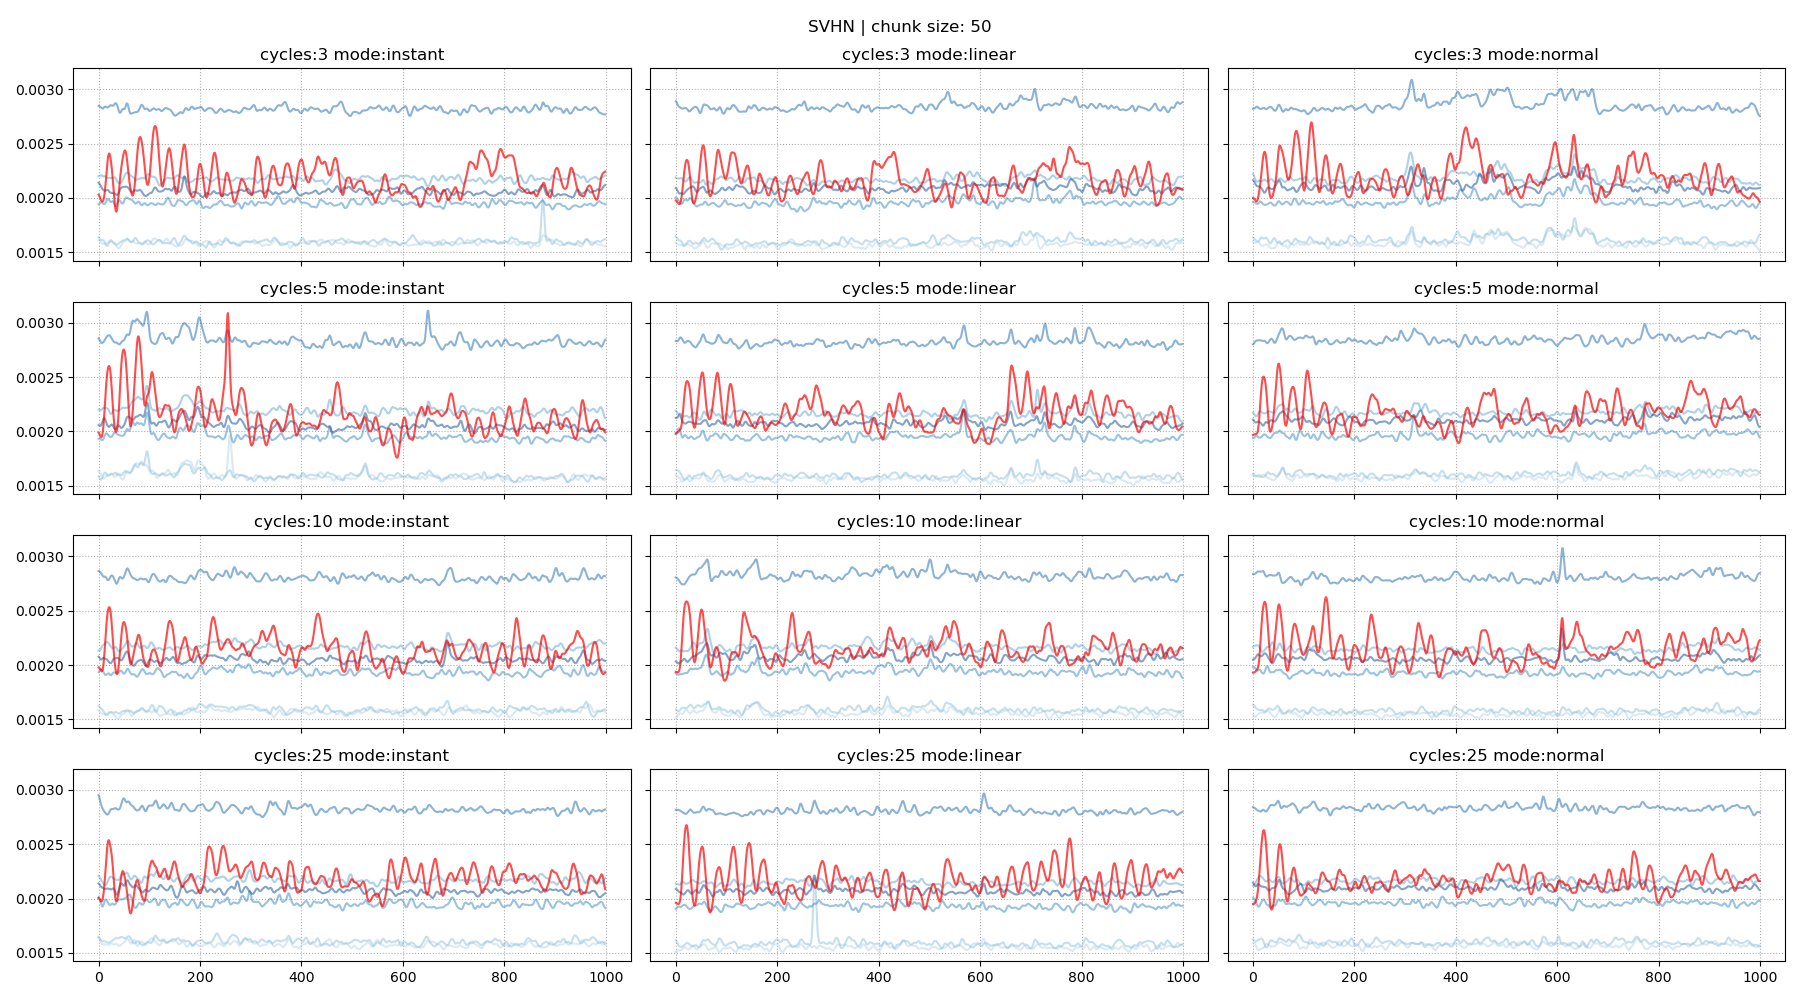 SVHN | chunk size: 50
cycles:3 mode:instant
cycles:3 mode:linear
cycles:3 mode:normal
0.0030
0.0025
0.0020
0.0015
cycles:5 mode:instant
cycles:5 mode:linear
cycles:5 mode:normal
0.0030
0.0025
0.0020
0.0015
cycles:10 mode:instant
cycles:10 mode:linear
cycles:10 mode:normal
0.0030
0.0025
0.0020
0.0015
cycles:25 mode:instant
cycles:25 mode:linear
cycles:25 mode:normal
0.0030
0.0025
0.0020
0.0015
0 200 400 600 800 1000
0 200 400 600 800 1000
0 200 400 600 800 1000